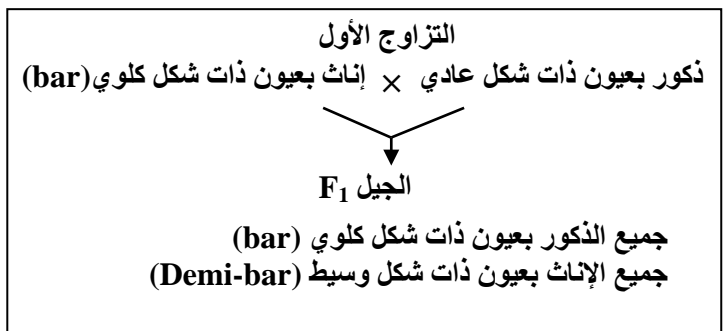 التزاوج الأول
ذكور بعيون ذات شكل عادي × إناث بعيون ذات شكل كلوي(bar)
الجيل F₁
جميع الذكور بعيون ذات شكل كلوي (bar)
جميع الإناث بعيون ذات شكل وسيط (Demi-bar)